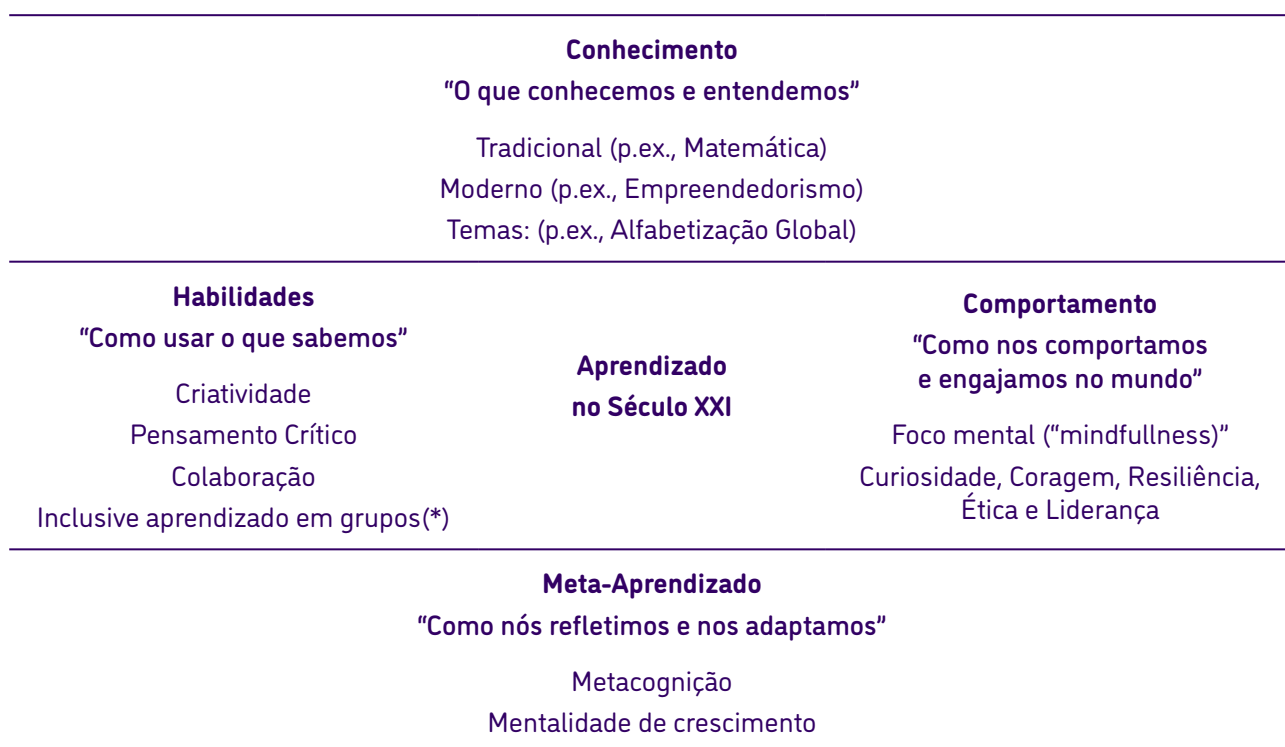 Conhecimento
“O que conhecemos e entendemos”
Tradicional (p.ex., Matemática)
Moderno (p.ex., Empreendedorismo)
Temas: (p.ex., Alfabetização Global)
Habilidades
“Como usar o que sabemos”
Criatividade
Pensamento Crítico
Colaboração
Inclusive aprendizado em grupos(*)
Aprendizado
no Século XXI
Comportamento
“Como nos comportamos
e engajamos no mundo”
Foco mental (“mindfullness)”
Curiosidade, Coragem, Resiliência,
Ética e Liderança
Meta-Aprendizado
“Como nós refletimos e nos adaptamos”
Metacognição
Mentalidade de crescimento